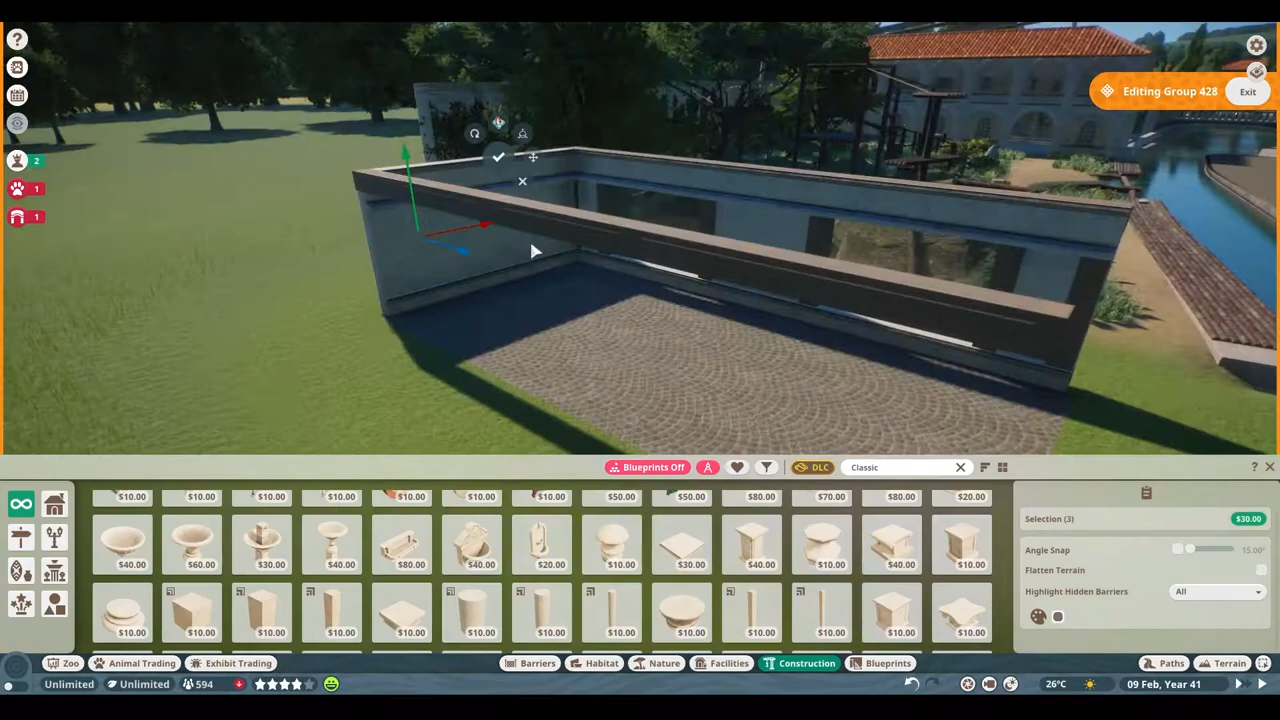 ?
Editing Group 428
Exit
2
1
1
Blueprints Off
DLC
Classic
?
$10.00 $10.00 $10.00 $10.00 $10.00 $10.00 $10.00 $50.00 $50.00 $80.00 $70.00 $80.00 $20.00
$40.00 $60.00 $30.00 $40.00 $80.00 $40.00 $20.00 $10.00 $30.00 $40.00 $10.00 $40.00 $10.00
$10.00 $10.00 $10.00 $10.00 $10.00 $10.00 $10.00 $10.00 $10.00 $10.00 $10.00 $10.00 $10.00
Selection (3) $30.00
Angle Snap 15.00°
Flatten Terrain
Highlight Hidden Barriers All
Zoo Animal Trading Exhibit Trading Barriers Habitat Nature Facilities Construction Blueprints Paths Terrain
Unlimited Unlimited 594 26°C 09 Feb, Year 41